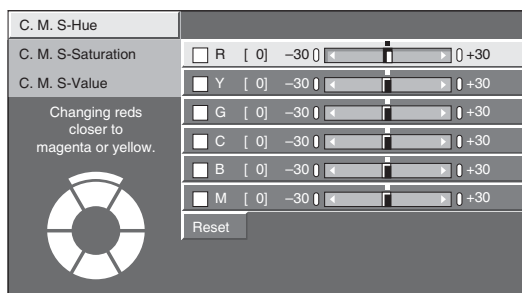 C. M. S-Hue
C. M. S-Saturation
C. M. S-Value
Changing reds
closer to
magenta or yellow.
R [ 0] –30 +30
Y [ 0] –30 +30
G [ 0] –30 +30
C [ 0] –30 +30
B [ 0] –30 +30
M [ 0] –30 +30
Reset